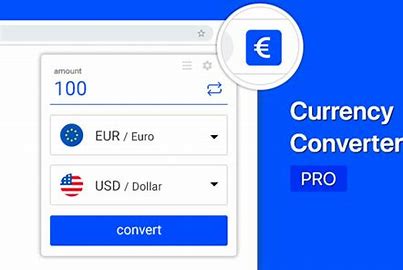 amount
100
EUR / Euro
USD / Dollar
convert
€
Currency
Converter
PRO